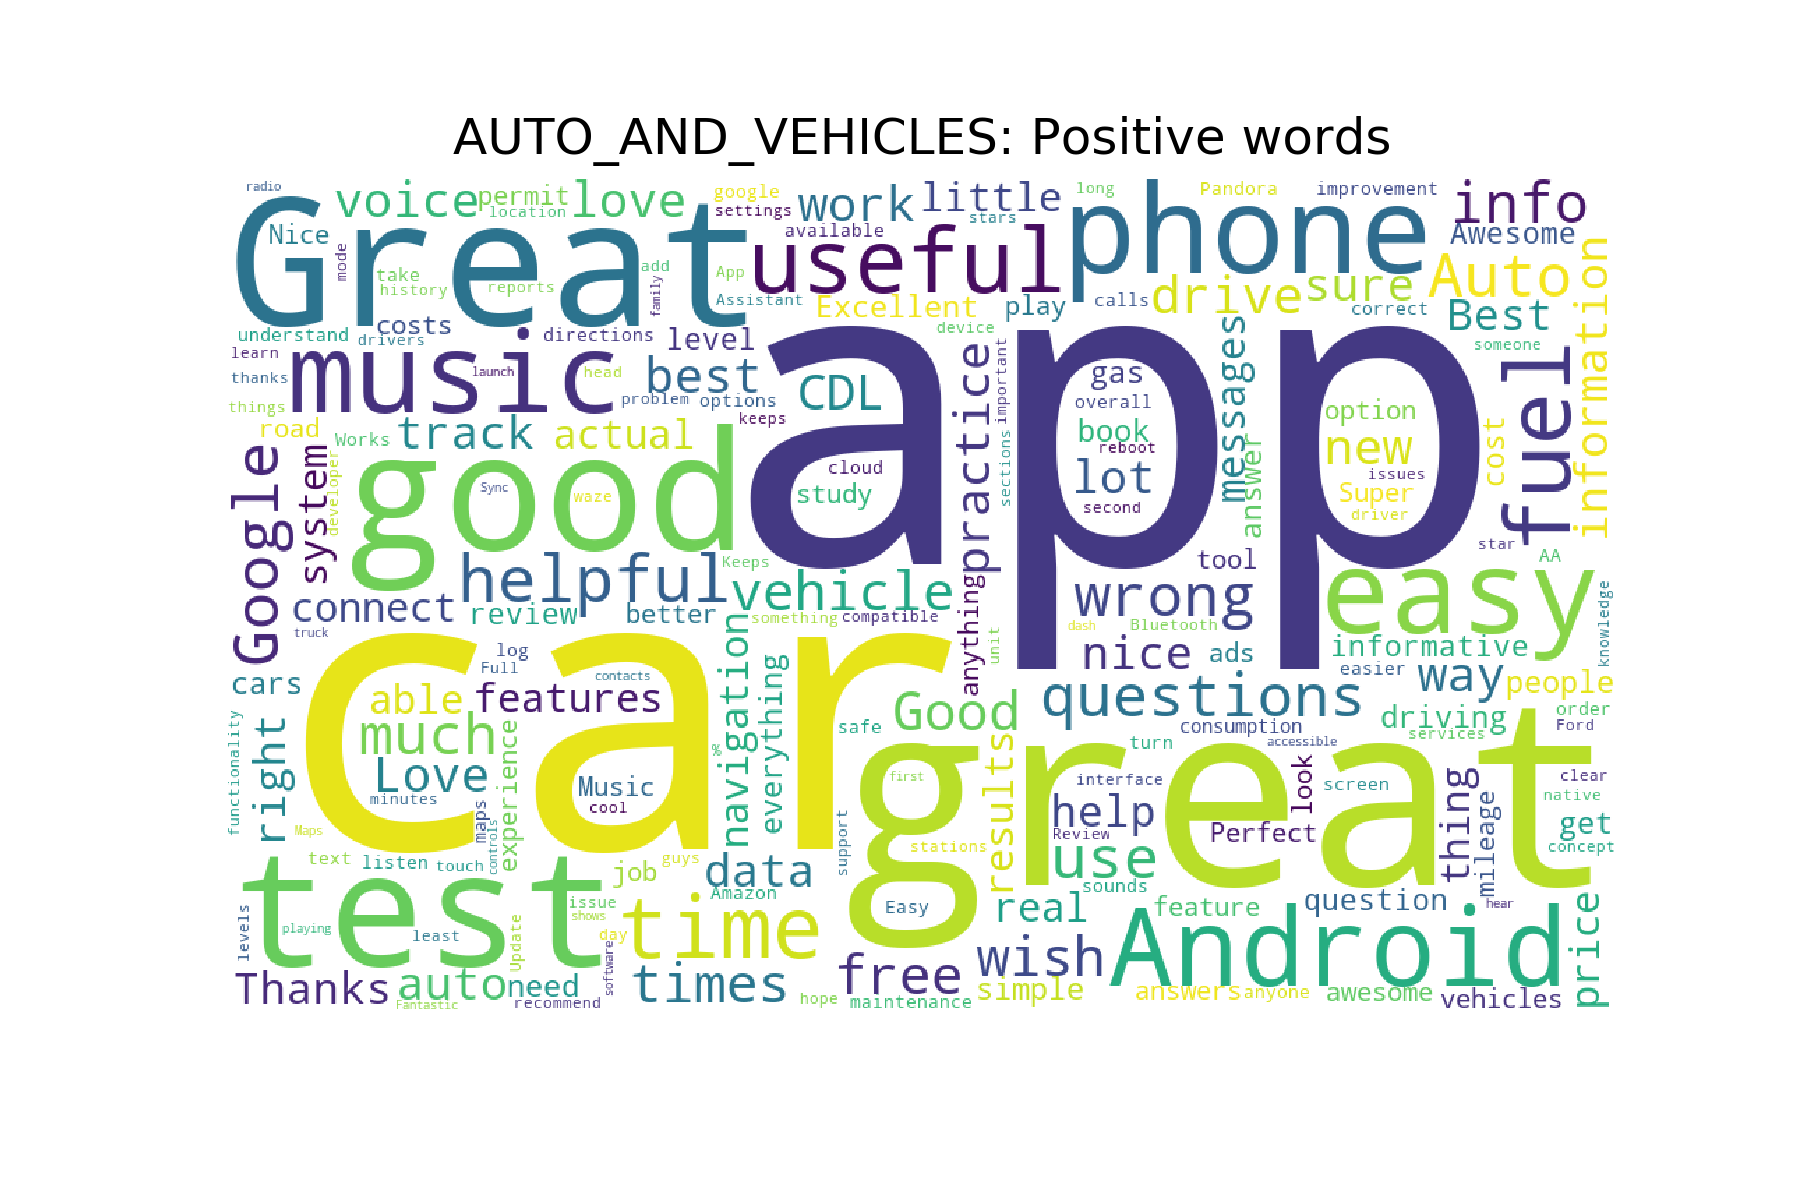 AUTO_AND_VEHICLES: Positive words
radio
Great
Nice
voice
permit
location
love
google
settings
work
available
little
stars
long
phone
Pandora
improvement
info
Awesome
mode
take
history
reports
add
family
App
Assistant
useful
Excellent
play
calls
drive
sure
correct
Auto
Best
information
understand
costs
drivers
directions
level
device
someone
learn
thanks
things
music
launch
head
problem
options
best
keeps
CDL
app
practice
important
gas
overall
book
reboot
lot
messages
answer
option
new
issues
Super
driver
cost
fuel
road
Works
track
actual
Google
system
developer
good
Sync
waze
cloud
study
sections
second
star
AA
helpful
Keeps
vehicle
tool
wrong
easy
connect
review
better
something
compatible
anything
unit
dash
Bluetooth
nice
ads
informative
easier
knowledge
truck
cars
log
Full
contacts
able
features
car
navigation
everything
safe
Good
questions
way
people
consumption
driving
services
order
Ford
functionality
right
much
Love
minutes
experience
%
Music
cool
first
great
results
turn
accessible
interface
help
Review
look
Perfect
screen
thing
mileage
clear
native
get
concept
Maps
maps
controls
text
listen
touch
job
guys
data
Amazon
support
stations
use
sounds
test
levels
playing
least
Update
issue
shows
day
software
time
Easy
real
feature
question
hear
wish
Android
price
Thanks
auto
Fantastic
need
recommend
times
hope
free
maintenance
simple
answers
anyone
awesome
vehicles